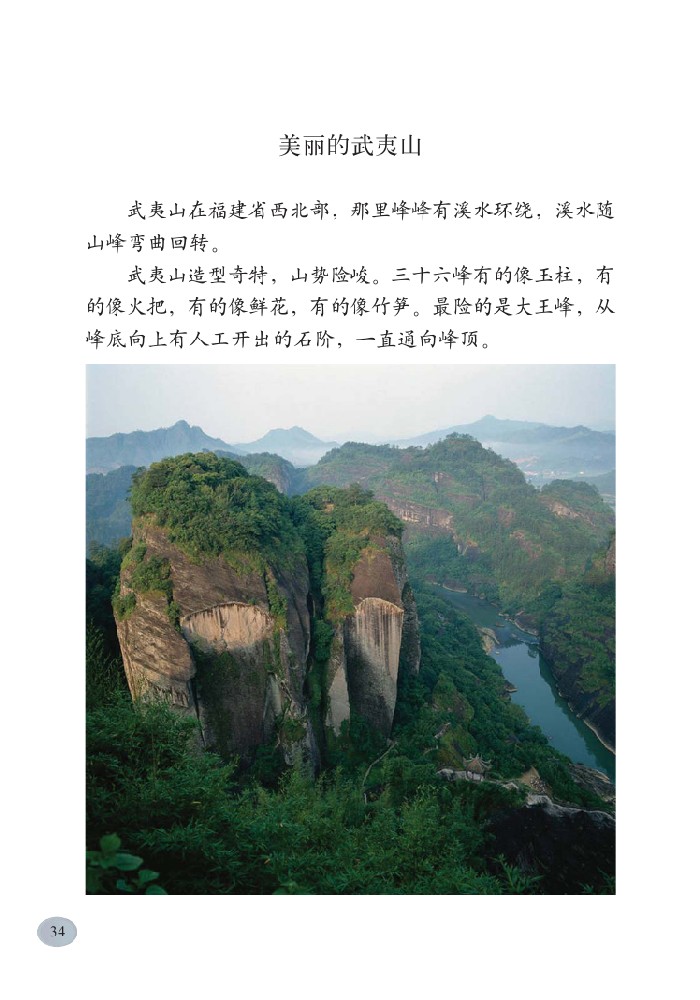 美丽的武夷山
武夷山在福建省西北部，那里峰峰有溪水环绕，溪水随
山峰弯曲回转。
武夷山造型奇特，山势险峻。三十六峰有的像玉柱，有
的像火把，有的像鲜花，有的像竹笋。最险的是大王峰，从
峰底向上有人工开出的石阶，一直通向峰顶。
34